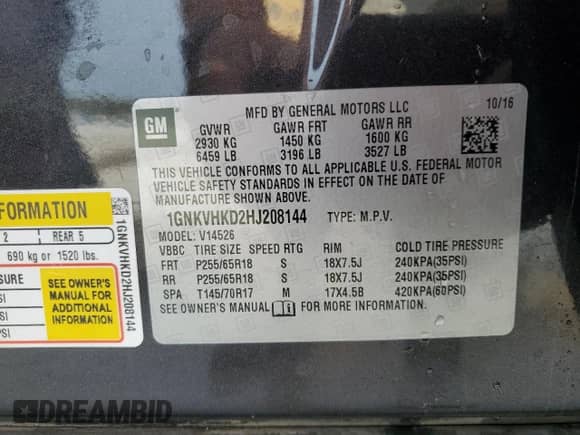 MFD BY GENERAL MOTORS LLC 10/16
GM
GVWR GAWR FRT GAWR RR
2930 KG 1450 KG 1600 KG
6459 LB 3196 LB 3527 LB
THIS VEHICLE CONFORMS TO ALL APPLICABLE U.S. FEDERAL MOTOR
VEHICLE SAFETY STANDARDS IN EFFECT ON THE DATE OF
MANUFACTURE SHOWN ABOVE.
1GNKVHKD2HJ208144 TYPE: M.P.V.
MODEL: V14526
VBBC TIRE SIZE SPEED RTG RIM COLD TIRE PRESSURE
FRT P255/65R18 S 18X7.5J 240KPA(35PSI)
RR P255/65R18 S 18X7.5J 240KPA(35PSI)
SPA T145/70R17 M 17X4.5B 420KPA(60PSI)
SEE OWNER'S MANUAL FOR MORE INFORMATION.
FORMATION
2 REAR 5
690 kg or 1520 lbs.
SURE
SEE OWNER'S
MANUAL FOR
ADDITIONAL
INFORMATION
PSI
1GNKVHKD2HJ208144
DREAMBID